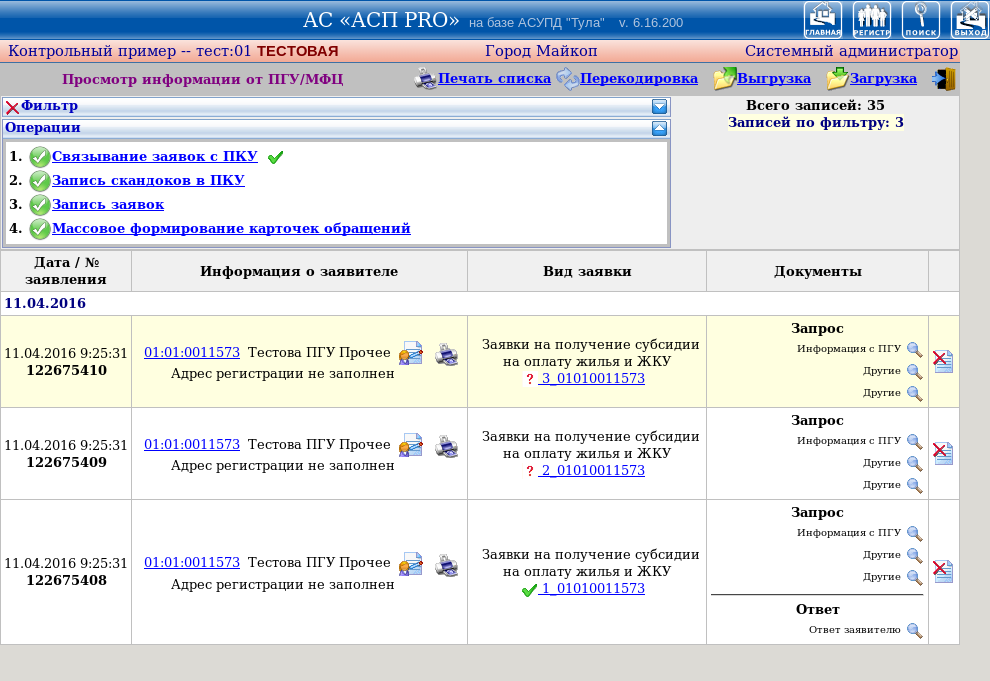 АС «АСП PRO» на базе АСУПД "Тула" v. 6.16.200
ГЛАВНАЯ РЕГИСТР ПОИСК ВЫХОД
Контрольный пример -- тест:01 ТЕСТОВАЯ Город Майкоп Системный администратор
Просмотр информации от ПГУ/МФЦ Печать списка Перекодировка Выгрузка Загрузка
Фильтр
Всего записей: 35
Записей по фильтру: 3
Операции
1. Связывание заявок с ПКУ
2. Запись скандоков в ПКУ
3. Запись заявок
4. Массовое формирование карточек обращений
Дата / №
заявления
Информация о заявителе
Вид заявки
Документы
11.04.2016
11.04.2016 9:25:31
122675410
01:01:0011573 Тестова ПГУ Прочее
Адрес регистрации не заполнен
Заявки на получение субсидии
на оплату жилья и ЖКУ
? 3_01010011573
Запрос
Информация с ПГУ
Другие
Другие
11.04.2016 9:25:31
122675409
01:01:0011573 Тестова ПГУ Прочее
Адрес регистрации не заполнен
Заявки на получение субсидии
на оплату жилья и ЖКУ
? 2_01010011573
Запрос
Информация с ПГУ
Другие
Другие
11.04.2016 9:25:31
122675408
01:01:0011573 Тестова ПГУ Прочее
Адрес регистрации не заполнен
Заявки на получение субсидии
на оплату жилья и ЖКУ
1_01010011573
Запрос
Информация с ПГУ
Другие
Другие
Ответ
Ответ заявителю